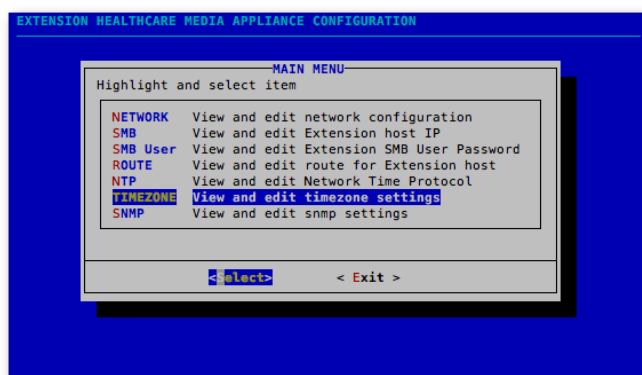 EXTENSION HEALTHCARE MEDIA APPLIANCE CONFIGURATION
MAIN MENU
Highlight and select item
NETWORK View and edit network configuration
SMB View and edit Extension host IP
SMB User View and edit Extension SMB User Password
ROUTE View and edit route for Extension host
NTP View and edit Network Time Protocol
TIMEZONE View and edit timezone settings
SNMP View and edit snmp settings
<Select> < Exit >